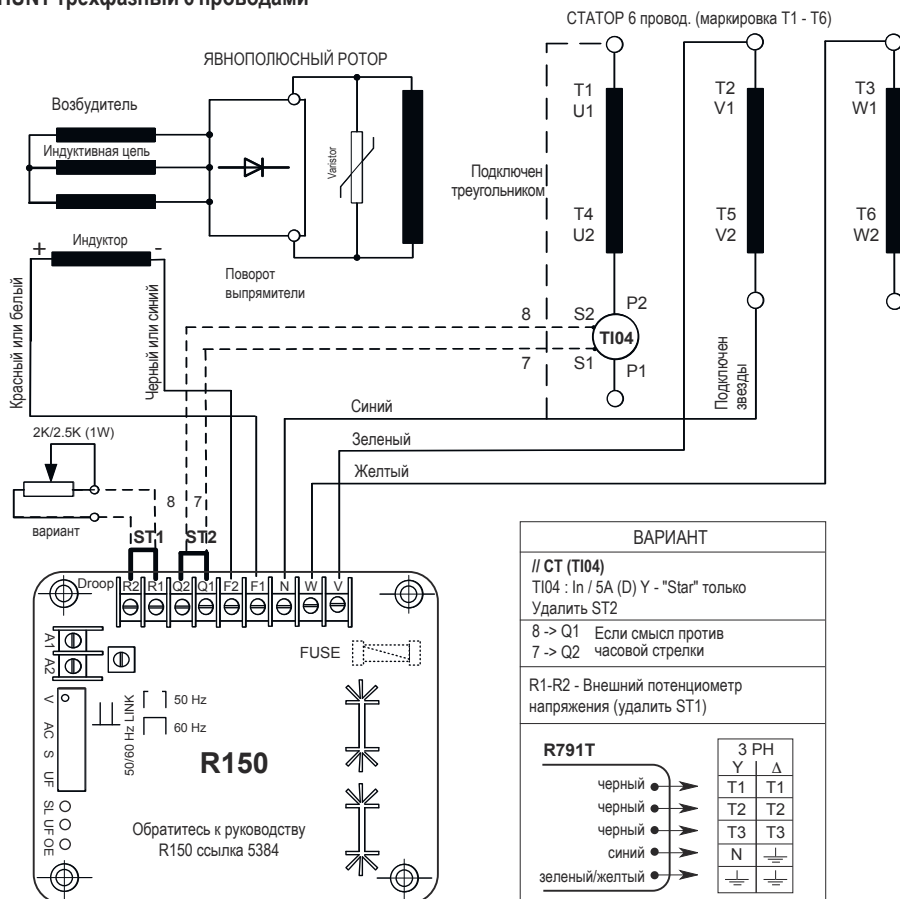 трехфазный с проводами
СТАТОР 6 провод. (маркировка T1 - T6)
ЯВНОПОЛЮСНЫЙ РОТОР
Возбудитель
Индуктивная цепь
Varistor
T1
U1
T2
V1
T3
W1
Подключен
треугольником
T4
U2
T5
V2
T6
W2
+
Индуктор
-
Поворот
выпрямители
Красный или белый
Черный или синий
8
S2
P2
TI04
7
S1
P1
Подключен
звезды
Синий
Зеленый
Желтый
2K/2.5K (1W)
вариант
8
7
ST1
ST2
Droop
R2
R1
Q2
Q1
F2
F1
N
W
V
A1
A2
FUSE
V
AC
S
UF
50/60 Hz LINK
50 Hz
60 Hz
R150
SL
UF
OE
Обратитесь к руководству
R150 ссылка 5384
ВАРИАНТ
// CT (TI04)
TI04 : In / 5A (D) Y - "Star" только
Удалить ST2
8 -> Q1 Если смысл против
7 -> Q2 часовой стрелки
R1-R2 - Внешний потенциометр
напряжения (удалить ST1)
R791T
3 PH
Y Δ
черный T1 T1
черный T2 T2
черный T3 T3
синий N
зеленый/желтый